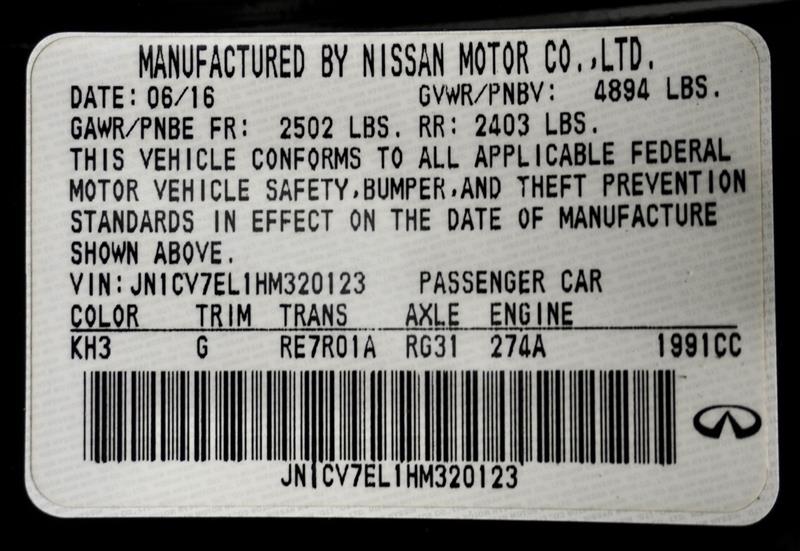 MANUFACTURED BY NISSAN MOTOR CO.,LTD.
DATE: 06/16 GVWR/PNBV: 4894 LBS.
GAWR/PNBE FR: 2502 LBS. RR: 2403 LBS.
THIS VEHICLE CONFORMS TO ALL APPLICABLE FEDERAL
MOTOR VEHICLE SAFETY,BUMPER,AND THEFT PREVENTION
STANDARDS IN EFFECT ON THE DATE OF MANUFACTURE
SHOWN ABOVE.
VIN: JN1CV7EL1HM320123 PASSENGER CAR
COLOR TRIM TRANS AXLE ENGINE
KH3 G RE7R01A RG31 274A 1991CC
JN1CV7EL1HM320123